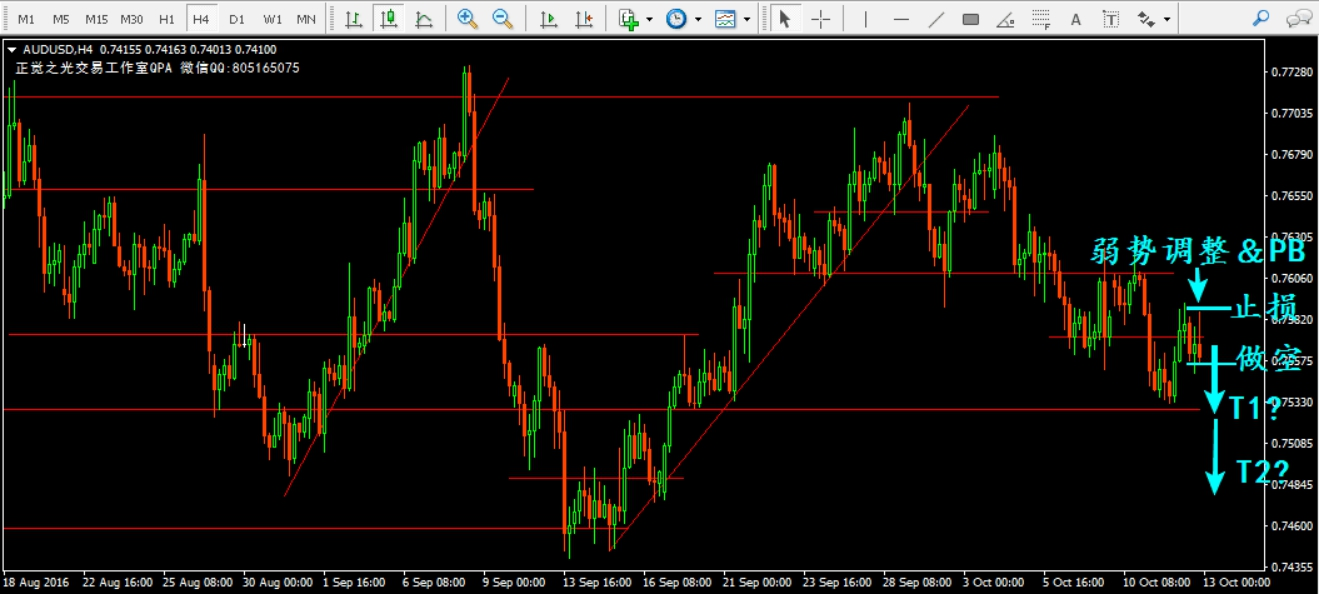 M1 M5 M15 M30 H1 H4 D1 W1 MN
F A T
AUDUSD,H4 0.74155 0.74163 0.74013 0.74100
正觉之光交易工作室QPA 微信QQ:805165075
0.77280
0.77035
0.76790
0.76550
0.76305
弱势调整&PB
0.76060
止损
0.75820
做空
0.75575
T1?
0.75330
0.75085
T2?
0.74845
0.74600
0.74355
18 Aug 2016 22 Aug 16:00 25 Aug 08:00 30 Aug 00:00 1 Sep 16:00 6 Sep 08:00 9 Sep 00:00 13 Sep 16:00 16 Sep 08:00 21 Sep 00:00 23 Sep 16:00 28 Sep 08:00 3 Oct 00:00 5 Oct 16:00 10 Oct 08:00 13 Oct 00:00